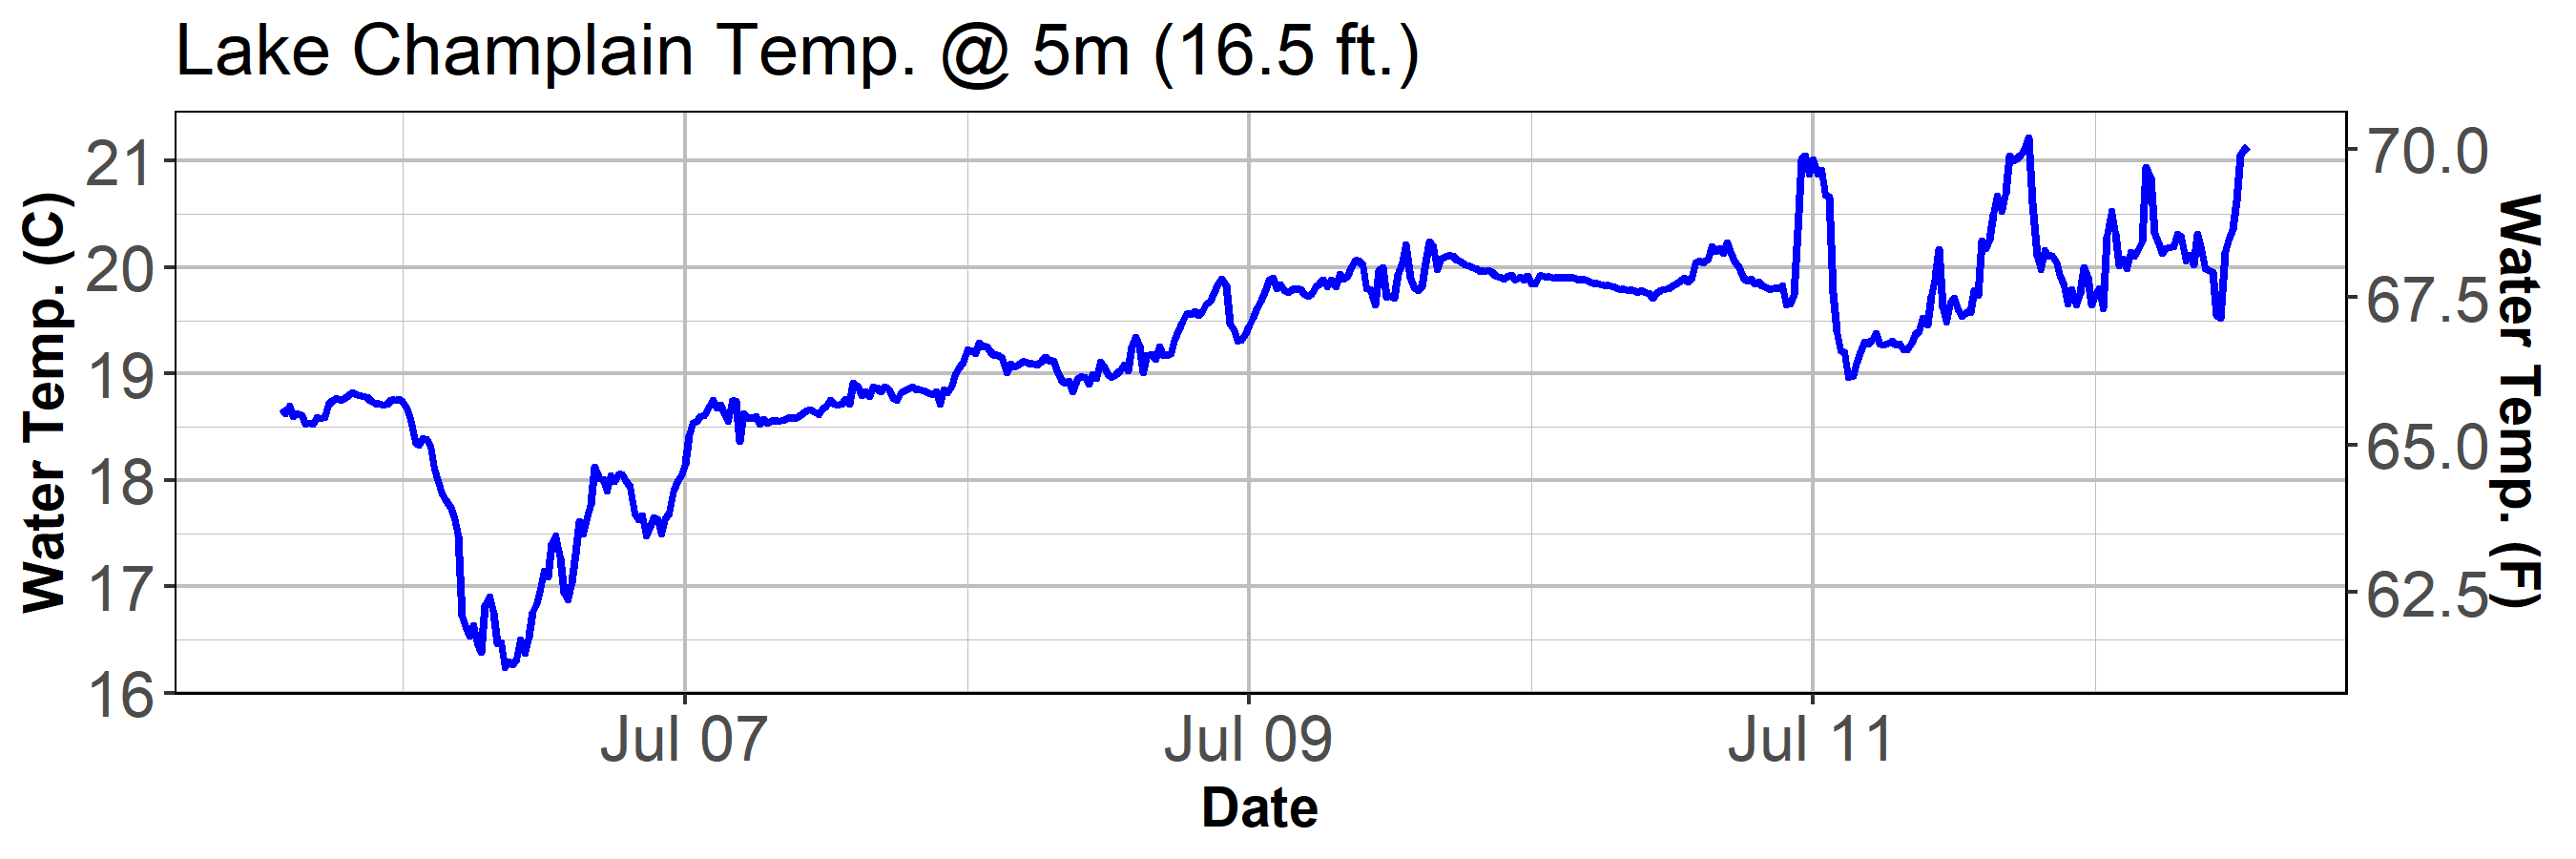 Lake Champlain Temp. @ 5m (16.5 ft.)
Water Temp. (C)
21
20
19
18
17
16
70.0
67.5
65.0
62.5
Water Temp. (F)
Jul 07 Jul 09 Jul 11
Date